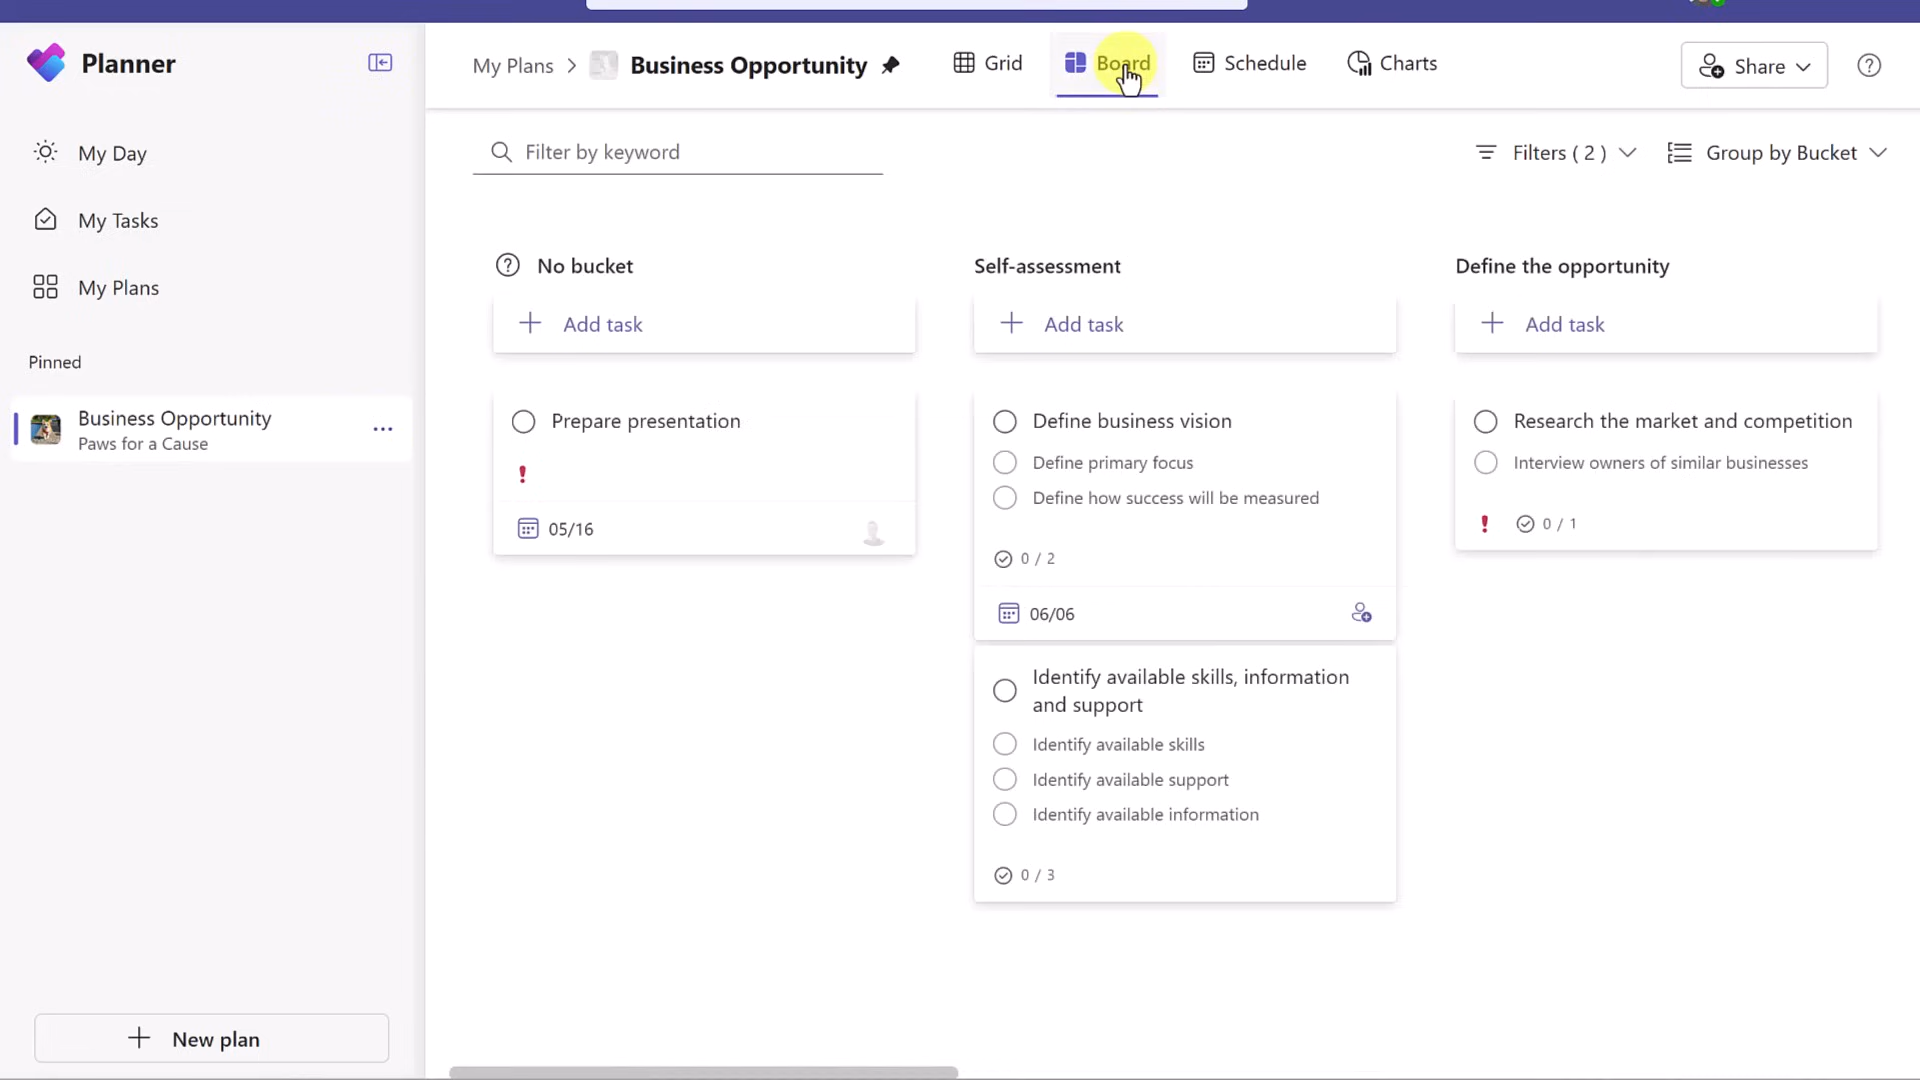 Planner
My Plans > Business Opportunity
Grid
Board
Schedule
Charts
Share
My Day
My Tasks
My Plans
Pinned
Business Opportunity
Paws for a Cause
New plan
Filter by keyword
Filters ( 2 )
Group by Bucket
No bucket
Add task
Prepare presentation
05/16
Self-assessment
Add task
Define business vision
Define primary focus
Define how success will be measured
0 / 2
06/06
Identify available skills, information
and support
Identify available skills
Identify available support
Identify available information
0 / 3
Define the opportunity
Add task
Research the market and competition
Interview owners of similar businesses
0 / 1